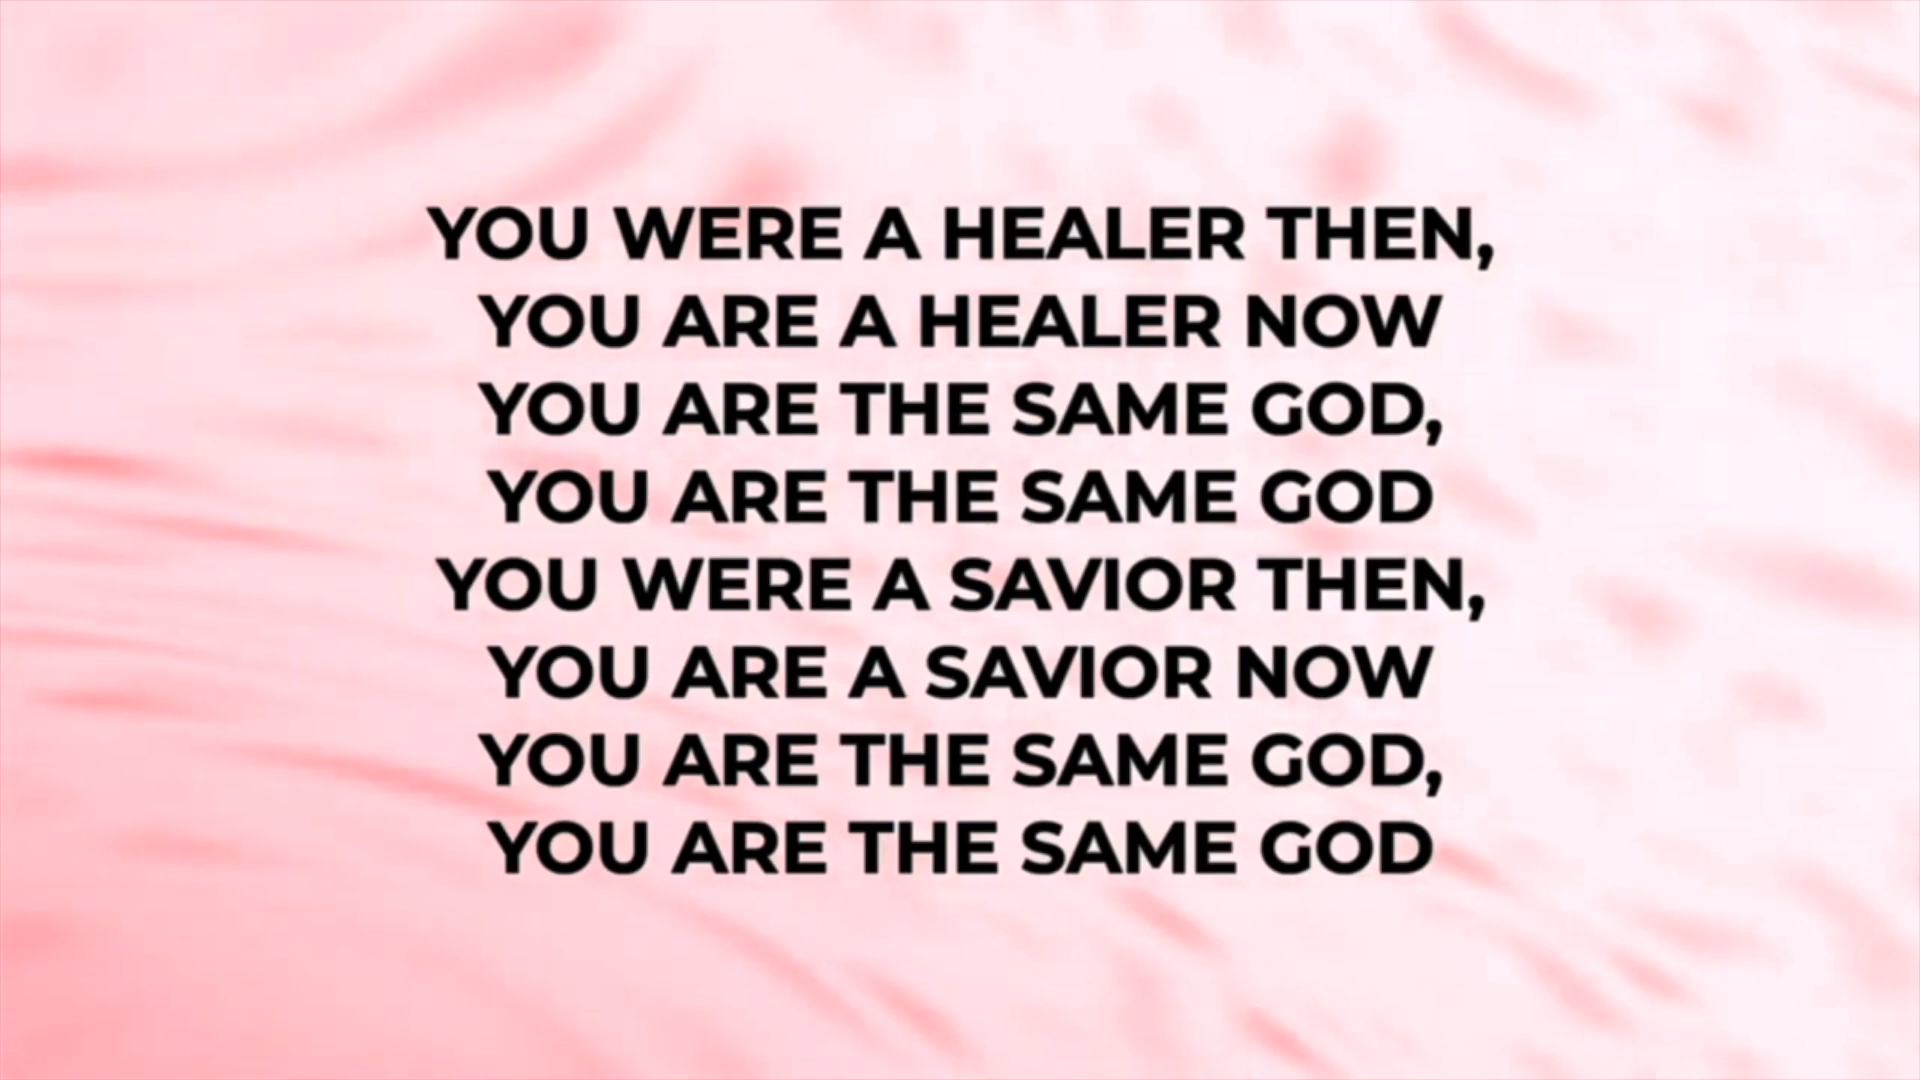 YOU WERE A HEALER THEN,
YOU ARE A HEALER NOW
YOU ARE THE SAME GOD,
YOU ARE THE SAME GOD
YOU WERE A SAVIOR THEN,
YOU ARE A SAVIOR NOW
YOU ARE THE SAME GOD,
YOU ARE THE SAME GOD